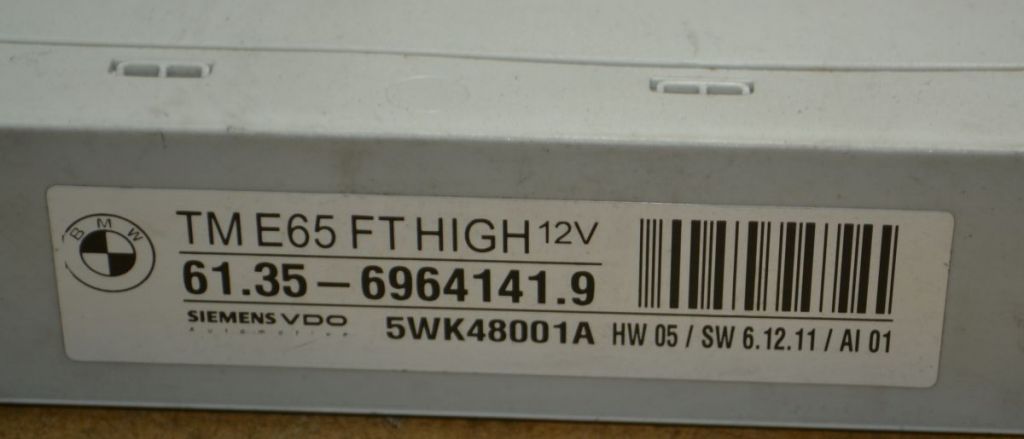 BMW
TM E65 FT HIGH 12V
61.35 – 6964141.9
SIEMENS VDO
Automotive
5WK48001A HW 05 / SW 6.12.11 / AI 01